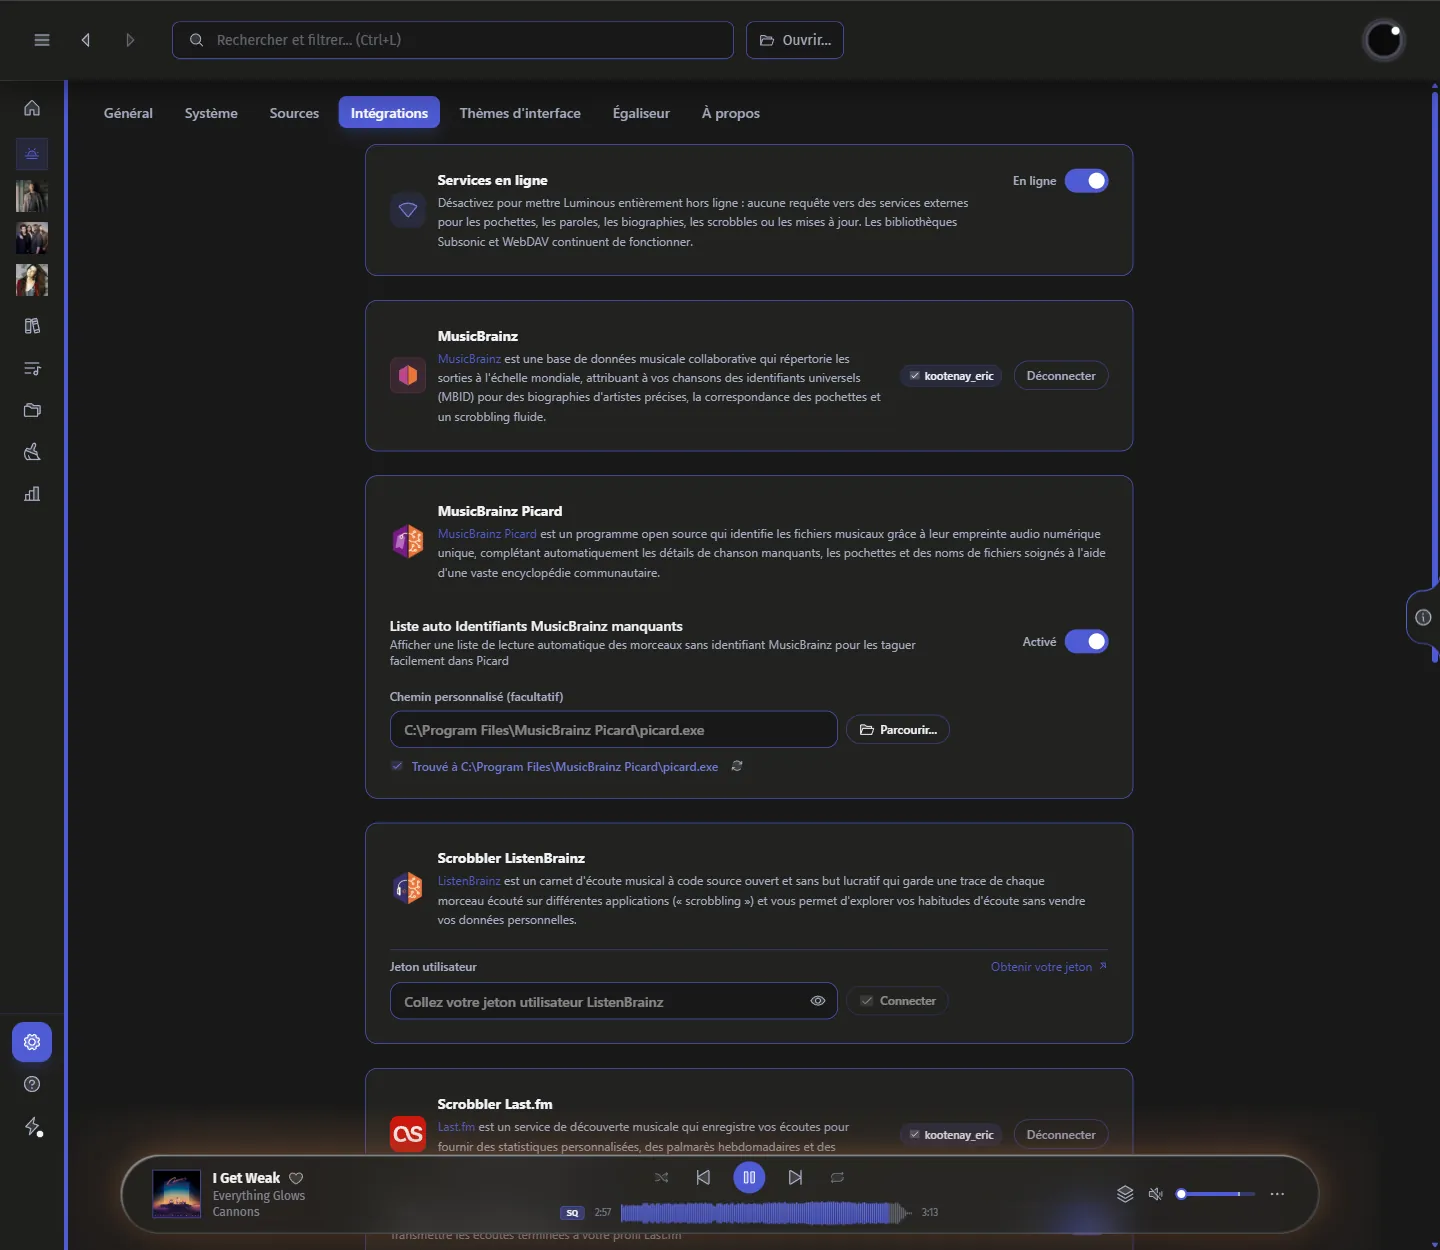 Rechercher et filtrer... (Ctrl+L)
Ouvrir...
Général
Système
Sources
Intégrations
Thèmes d'interface
Égaliseur
À propos
Services en ligne
Désactivez pour mettre Luminous entièrement hors ligne : aucune requête vers des services externes
pour les pochettes, les paroles, les biographies, les scrobbles ou les mises à jour. Les bibliothèques
Subsonic et WebDAV continuent de fonctionner.
En ligne
MusicBrainz
MusicBrainz est une base de données musicale collaborative qui répertorie les
sorties à l'échelle mondiale, attribuant à vos chansons des identifiants universels
(MBID) pour des biographies d'artistes précises, la correspondance des pochettes et
un scrobbling fluide.
kootenay_eric
Déconnecter
MusicBrainz Picard
MusicBrainz Picard est un programme open source qui identifie les fichiers musicaux grâce à leur empreinte audio numérique
unique, complétant automatiquement les détails de chanson manquants, les pochettes et des noms de fichiers soignés à l'aide
d'une vaste encyclopédie communautaire.
Liste auto Identifiants MusicBrainz manquants
Afficher une liste de lecture automatique des morceaux sans identifiant MusicBrainz pour les taguer
facilement dans Picard
Activé
Chemin personnalisé (facultatif)
C:\Program Files\MusicBrainz Picard\picard.exe
Parcourir...
Trouvé à C:\Program Files\MusicBrainz Picard\picard.exe
Scrobbler ListenBrainz
ListenBrainz est un carnet d'écoute musical à code source ouvert et sans but lucratif qui garde une trace de chaque
morceau écouté sur différentes applications (« scrobbling ») et vous permet d'explorer vos habitudes d'écoute sans vendre
vos données personnelles.
Jeton utilisateur
Obtenir votre jeton
Collez votre jeton utilisateur ListenBrainz
Connecter
Scrobbler Last.fm
Last.fm est un service de découverte musicale qui enregistre vos écoutes pour
fournir des statistiques personnalisées, des palmarès hebdomadaires et des
kootenay_eric
Déconnecter
I Get Weak
Everything Glows
Cannons
SQ
2:57
3:13
Transmettre les écoutes terminées à votre profil Last.fm